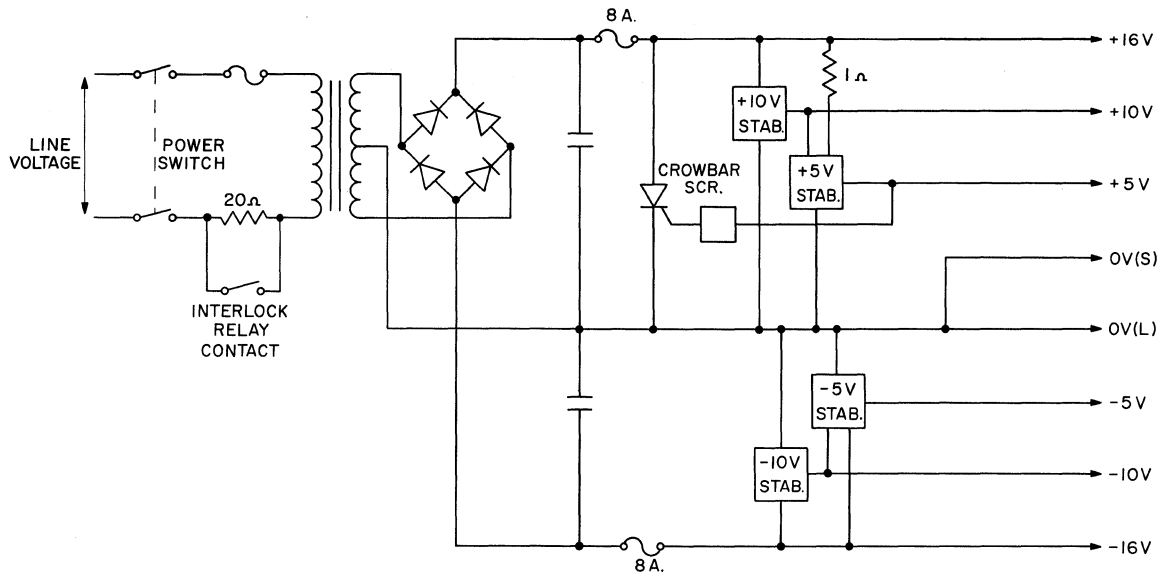 8 A.
+16V
1Ω
+10V
STAB.
+10V
LINE
VOLTAGE
POWER
SWITCH
CROWBAR
SCR.
+5V
STAB.
+5V
20Ω
0V(S)
INTERLOCK
RELAY
CONTACT
0V(L)
-5V
STAB.
-5V
-10V
STAB.
-10V
8A.
-16V